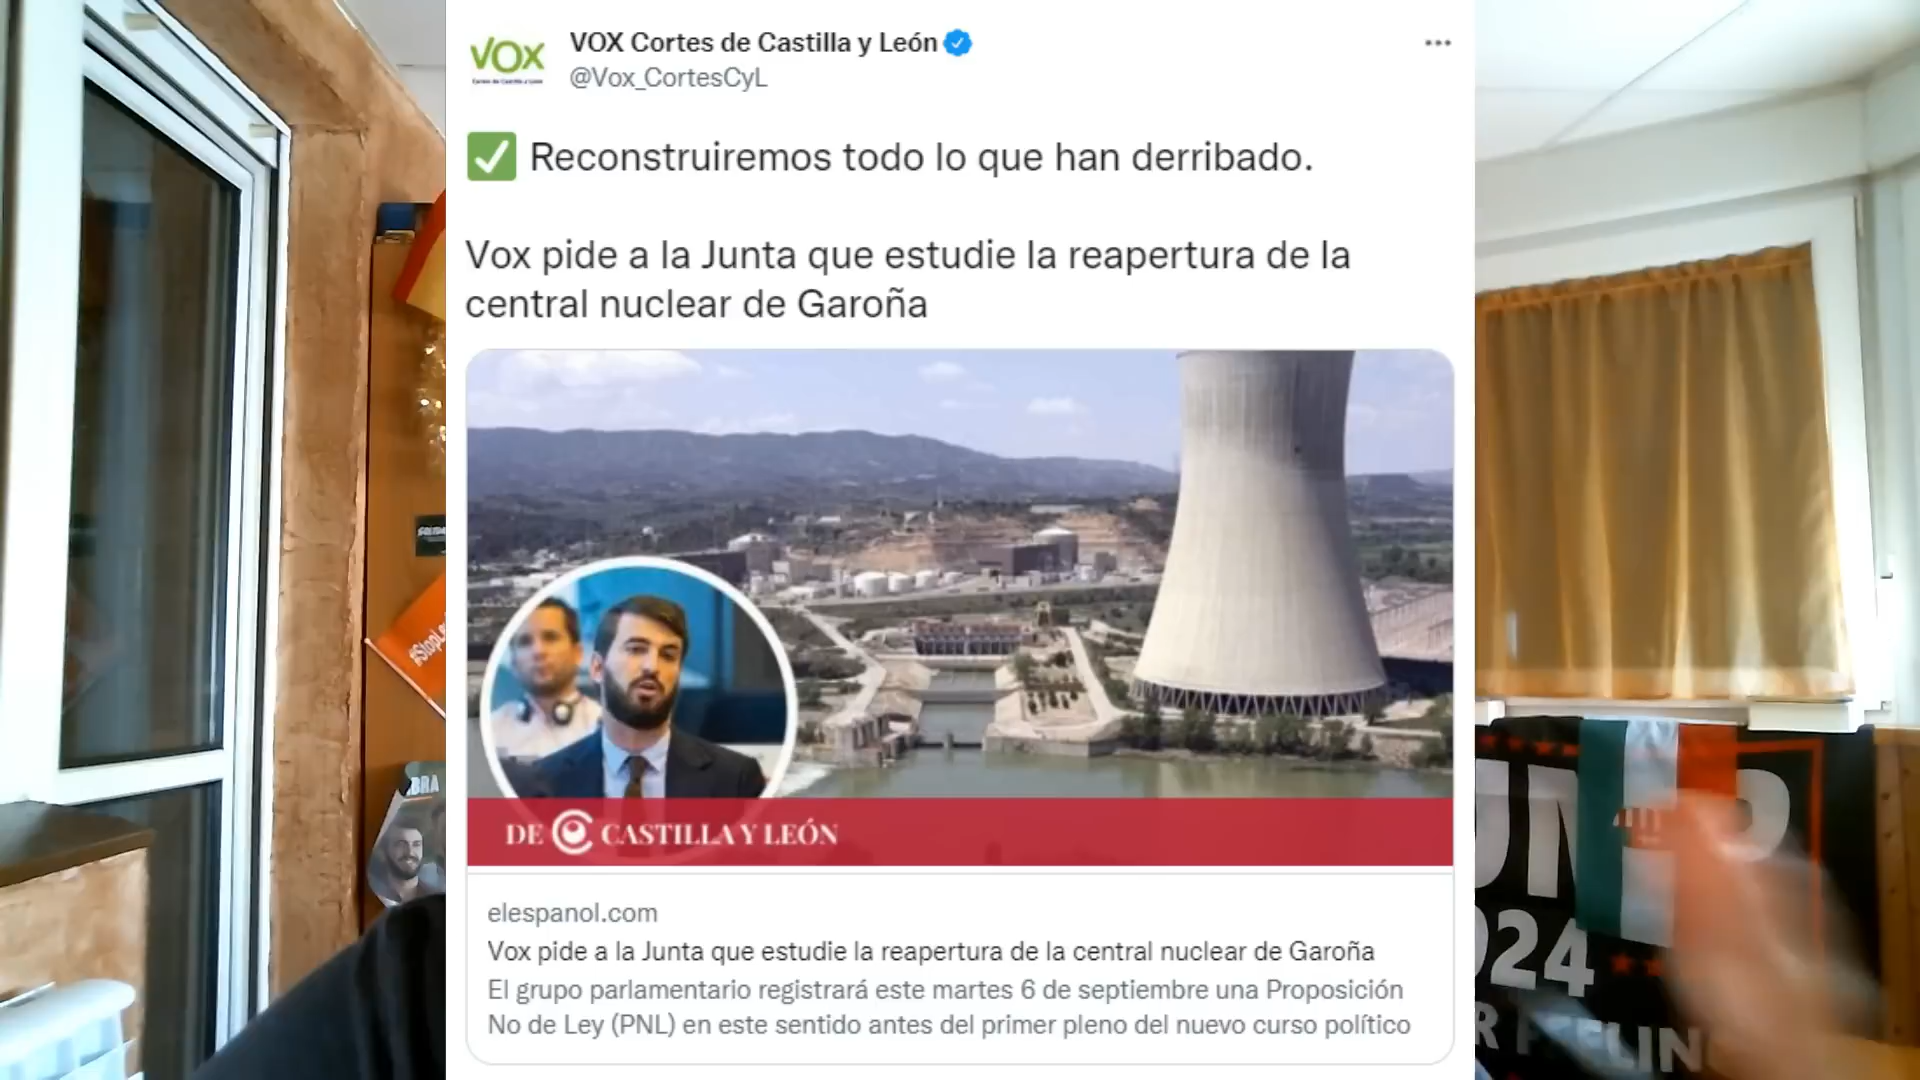 VOX
VOX Cortes de Castilla y León
@Vox_CortesCyL
Reconstruiremos todo lo que han derribado.
Vox pide a la Junta que estudie la reapertura de la
central nuclear de Garoña
DE CASTILLA Y LEÓN
elespanol.com
Vox pide a la Junta que estudie la reapertura de la central nuclear de Garoña
El grupo parlamentario registrará este martes 6 de septiembre una Proposición
No de Ley (PNL) en este sentido antes del primer pleno del nuevo curso político